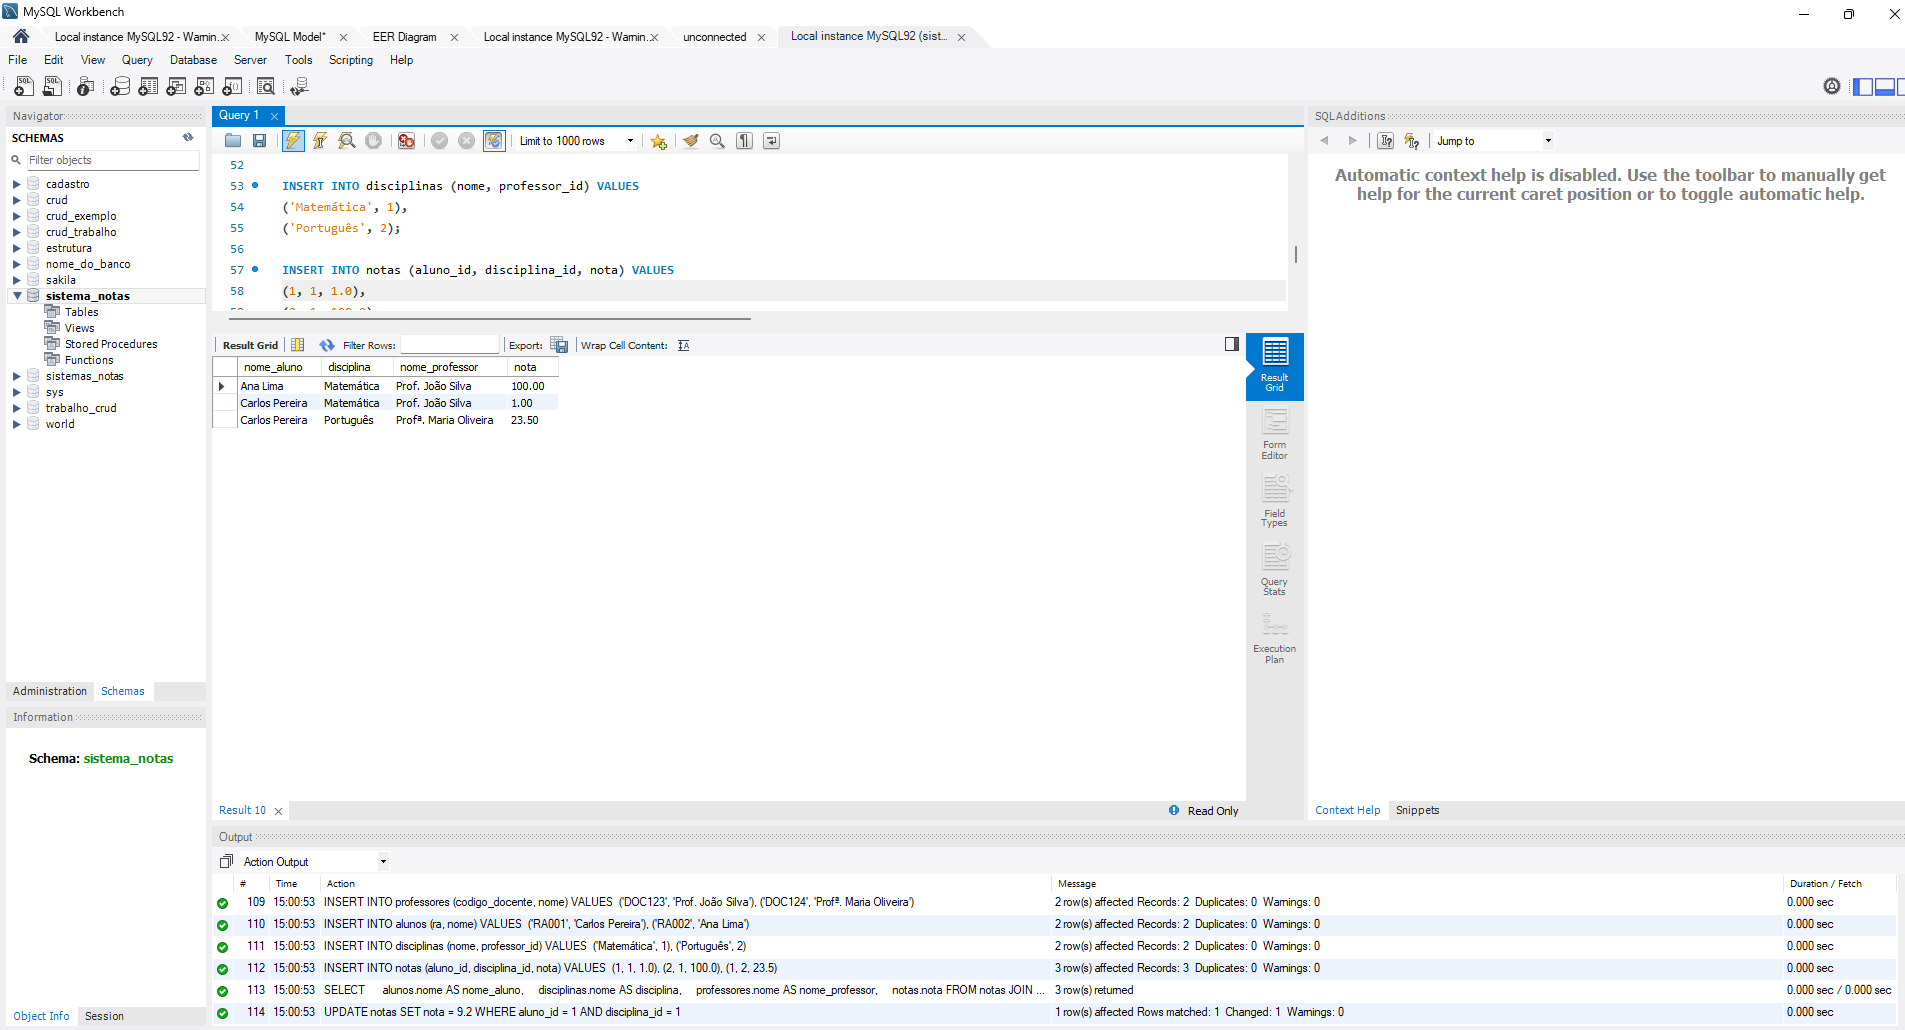 MySQL Workbench
Local instance MySQL92 - Warnin...
MySQL Model*
EER Diagram
Local instance MySQL92 - Warnin...
unconnected
Local instance MySQL92 (sist...
File Edit View Query Database Server Tools Scripting Help
Navigator
SCHEMAS
Filter objects
cadastro
crud
crud_exemplo
crud_trabalho
estrutura
nome_do_banco
sakila
sistema_notas
Tables
Views
Stored Procedures
Functions
sistemas_notas
sys
trabalho_crud
world
Administration Schemas
Information
Schema: sistema_notas
Object Info Session
Query 1
Limit to 1000 rows
52
53 INSERT INTO disciplinas (nome, professor_id) VALUES
54 ('Matemática', 1),
55 ('Português', 2);
56
57 INSERT INTO notas (aluno_id, disciplina_id, nota) VALUES
58 (1, 1, 1.0),
Result Grid Filter Rows: Export: Wrap Cell Content:
nome_aluno disciplina nome_professor nota
Ana Lima Matemática Prof. João Silva 100.00
Carlos Pereira Matemática Prof. João Silva 1.00
Carlos Pereira Português Profª. Maria Oliveira 23.50
Result Grid
Form Editor
Field Types
Query Stats
Execution Plan
Result 10
Read Only
SQLAdditions
Jump to
Automatic context help is disabled. Use the toolbar to manually get
help for the current caret position or to toggle automatic help.
Context Help Snippets
Output
Action Output
# Time Action Message Duration / Fetch
109 15:00:53 INSERT INTO professores (codigo_docente, nome) VALUES ('DOC123', 'Prof. João Silva'), ('DOC124', 'Profª. Maria Oliveira') 2 row(s) affected Records: 2 Duplicates: 0 Warnings: 0 0.000 sec
110 15:00:53 INSERT INTO alunos (ra, nome) VALUES ('RA001', 'Carlos Pereira'), ('RA002', 'Ana Lima') 2 row(s) affected Records: 2 Duplicates: 0 Warnings: 0 0.000 sec
111 15:00:53 INSERT INTO disciplinas (nome, professor_id) VALUES ('Matemática', 1), ('Português', 2) 2 row(s) affected Records: 2 Duplicates: 0 Warnings: 0 0.000 sec
112 15:00:53 INSERT INTO notas (aluno_id, disciplina_id, nota) VALUES (1, 1, 1.0), (2, 1, 100.0), (1, 2, 23.5) 3 row(s) affected Records: 3 Duplicates: 0 Warnings: 0 0.000 sec
113 15:00:53 SELECT alunos.nome AS nome_aluno, disciplinas.nome AS disciplina, professores.nome AS nome_professor, notas.nota FROM notas JOIN ... 3 row(s) returned 0.000 sec / 0.000 sec
114 15:00:53 UPDATE notas SET nota = 9.2 WHERE aluno_id = 1 AND disciplina_id = 1 1 row(s) affected Rows matched: 1 Changed: 1 Warnings: 0 0.000 sec